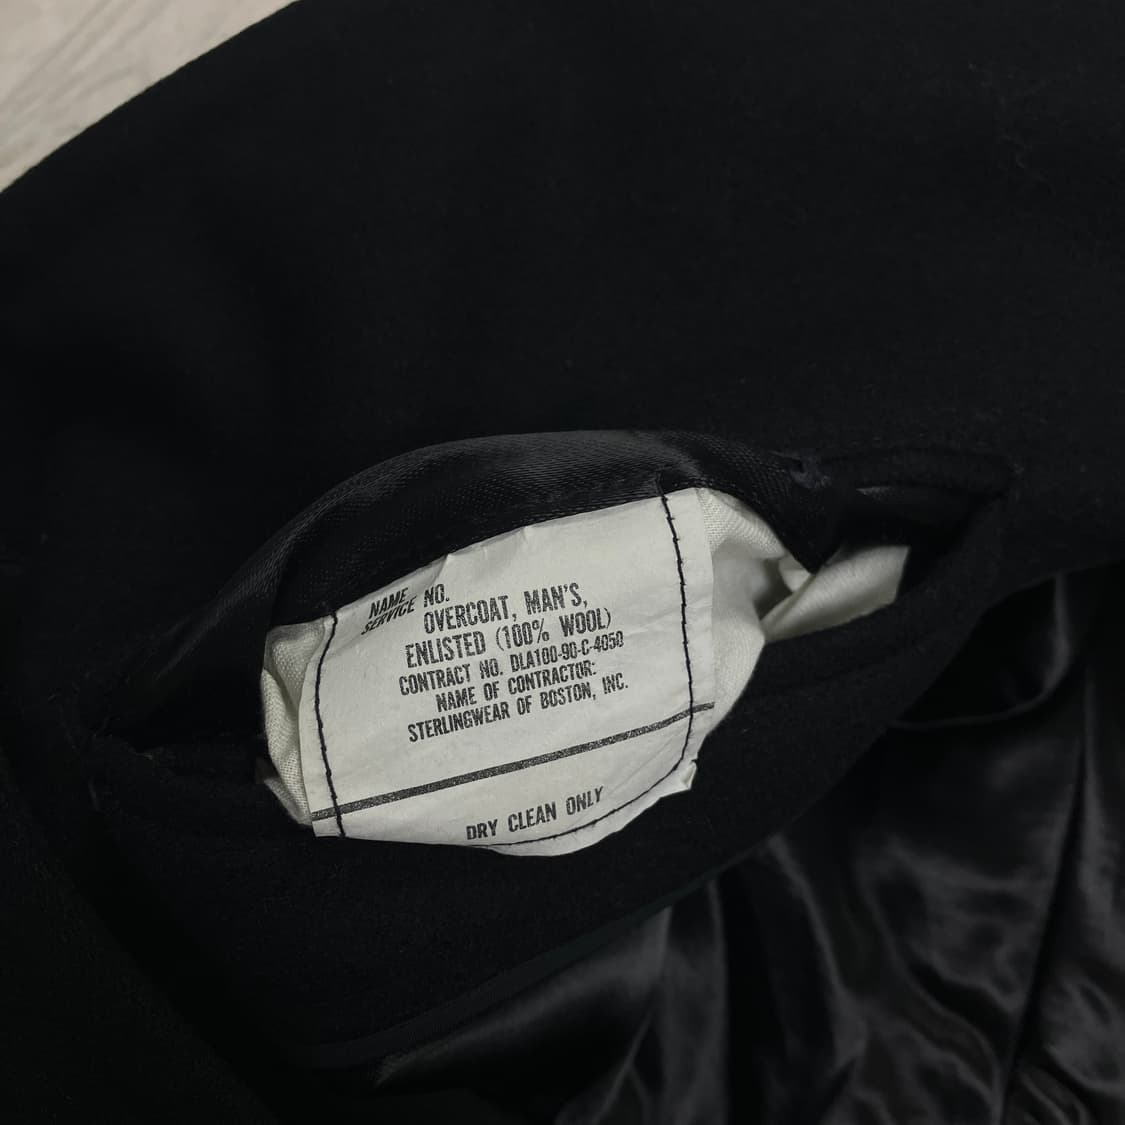 NAME
SERVICE NO.
OVERCOAT, MAN'S,
ENLISTED (100% WOOL)
CONTRACT NO. DLA100-90-C-4050
NAME OF CONTRACTOR:
STERLINGWEAR OF BOSTON, INC.
DRY CLEAN ONLY